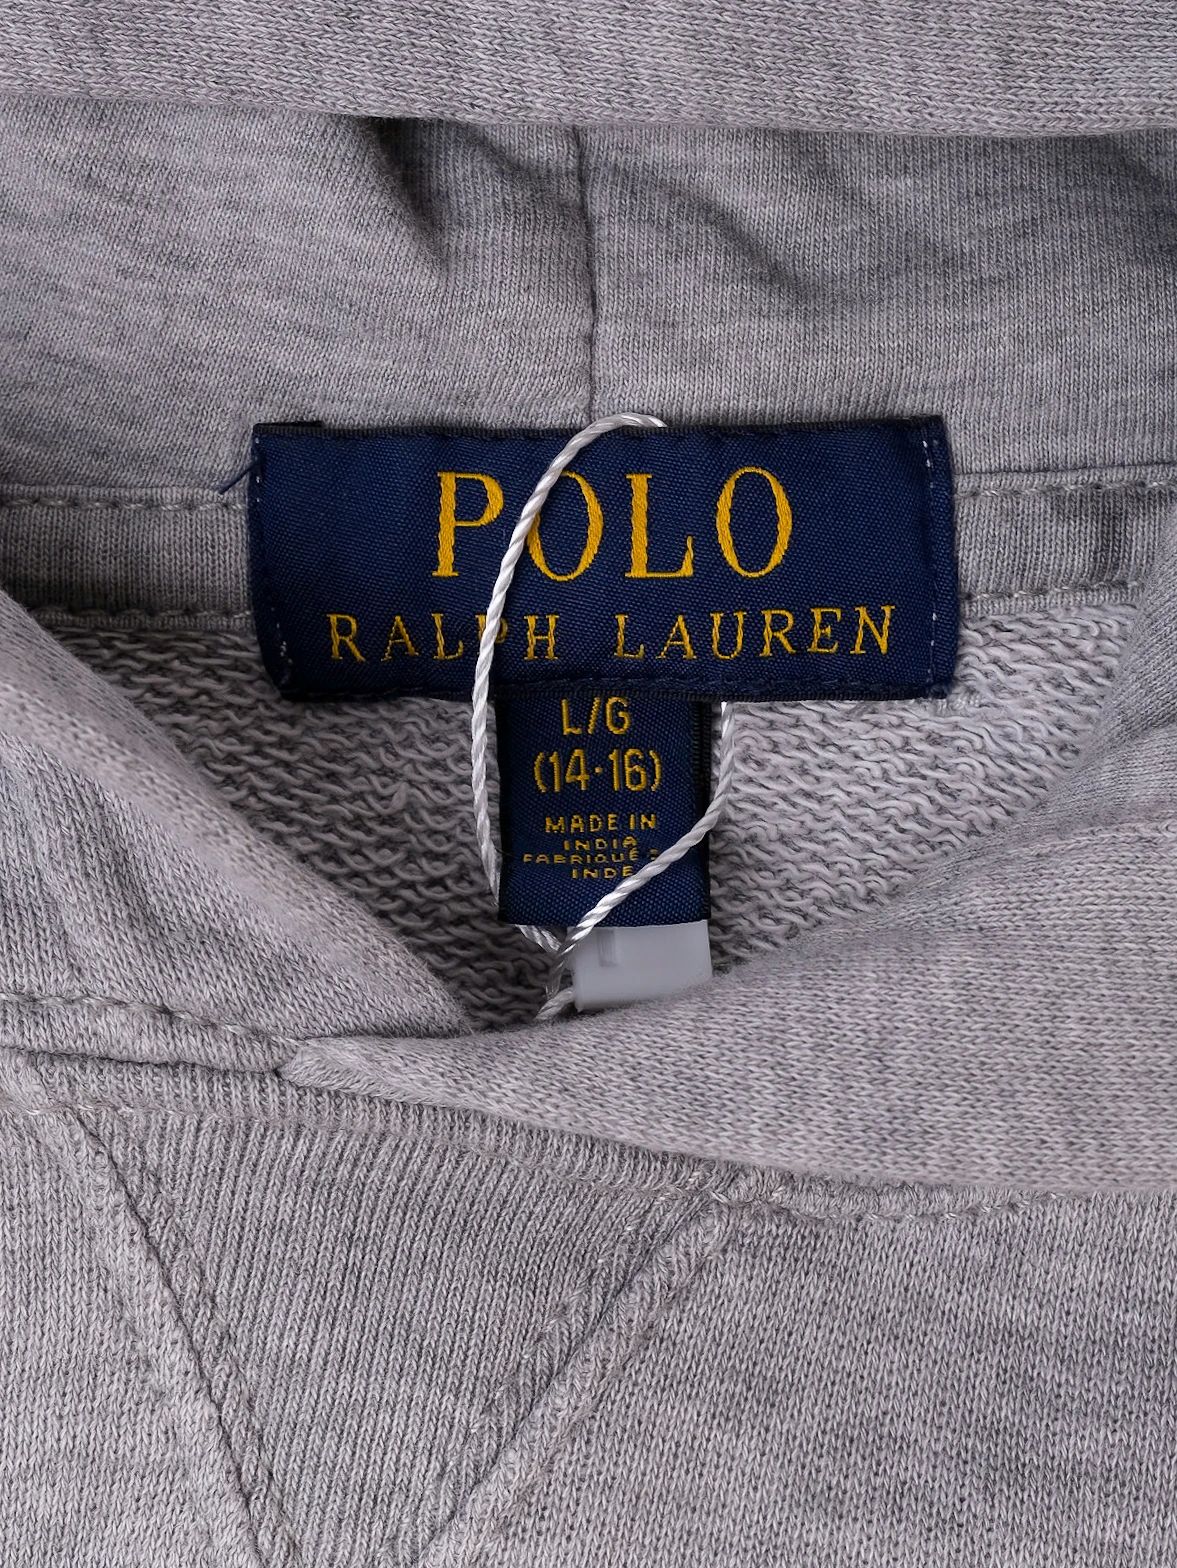 POLO
RALPH LAUREN
L/G
(14-16)
MADE IN
INDIA
FABRIQUÉ
INDE